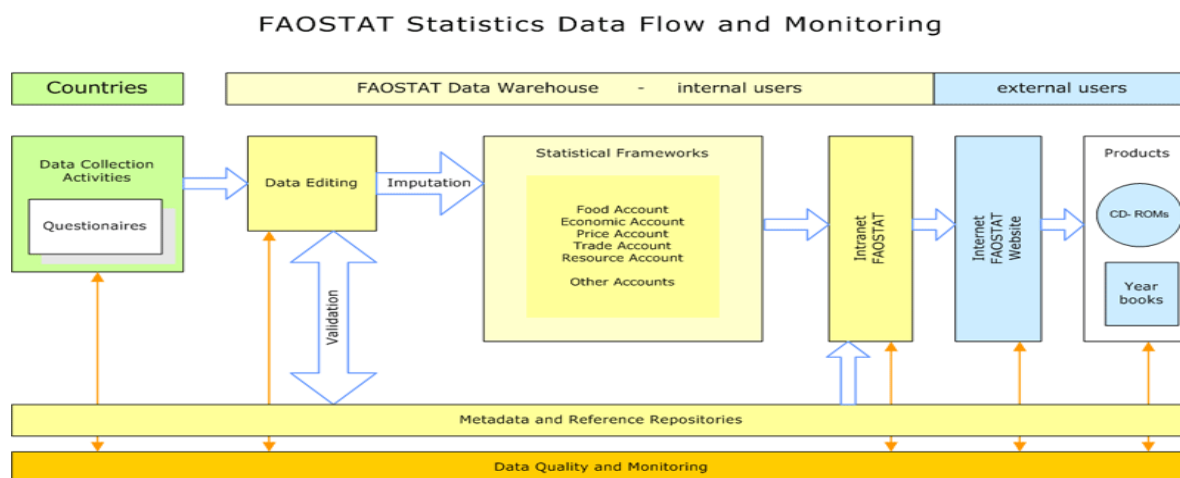 FAOSTAT Statistics Data Flow and Monitoring
Countries
FAOSTAT Data Warehouse - internal users
external users
Data Collection
Activities
Questionaires
Data Editing
Imputation
Validation
Statistical Frameworks
Food Account
Economic Account
Price Account
Trade Account
Resource Account
Other Accounts
Intranet
FAOSTAT
Internet
FAOSTAT
Website
Products
CD- ROMs
Year
books
Metadata and Reference Repositories
Data Quality and Monitoring